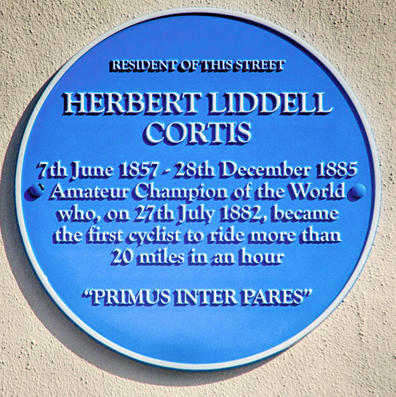 RESIDENT OF THIS STREET
HERBERT LIDDELL
CORTIS
7th June 1857 - 28th December 1885
Amateur Champion of the World
who, on 27th July 1882, became
the first cyclist to ride more than
20 miles in an hour
“PRIMUS INTER PARES”